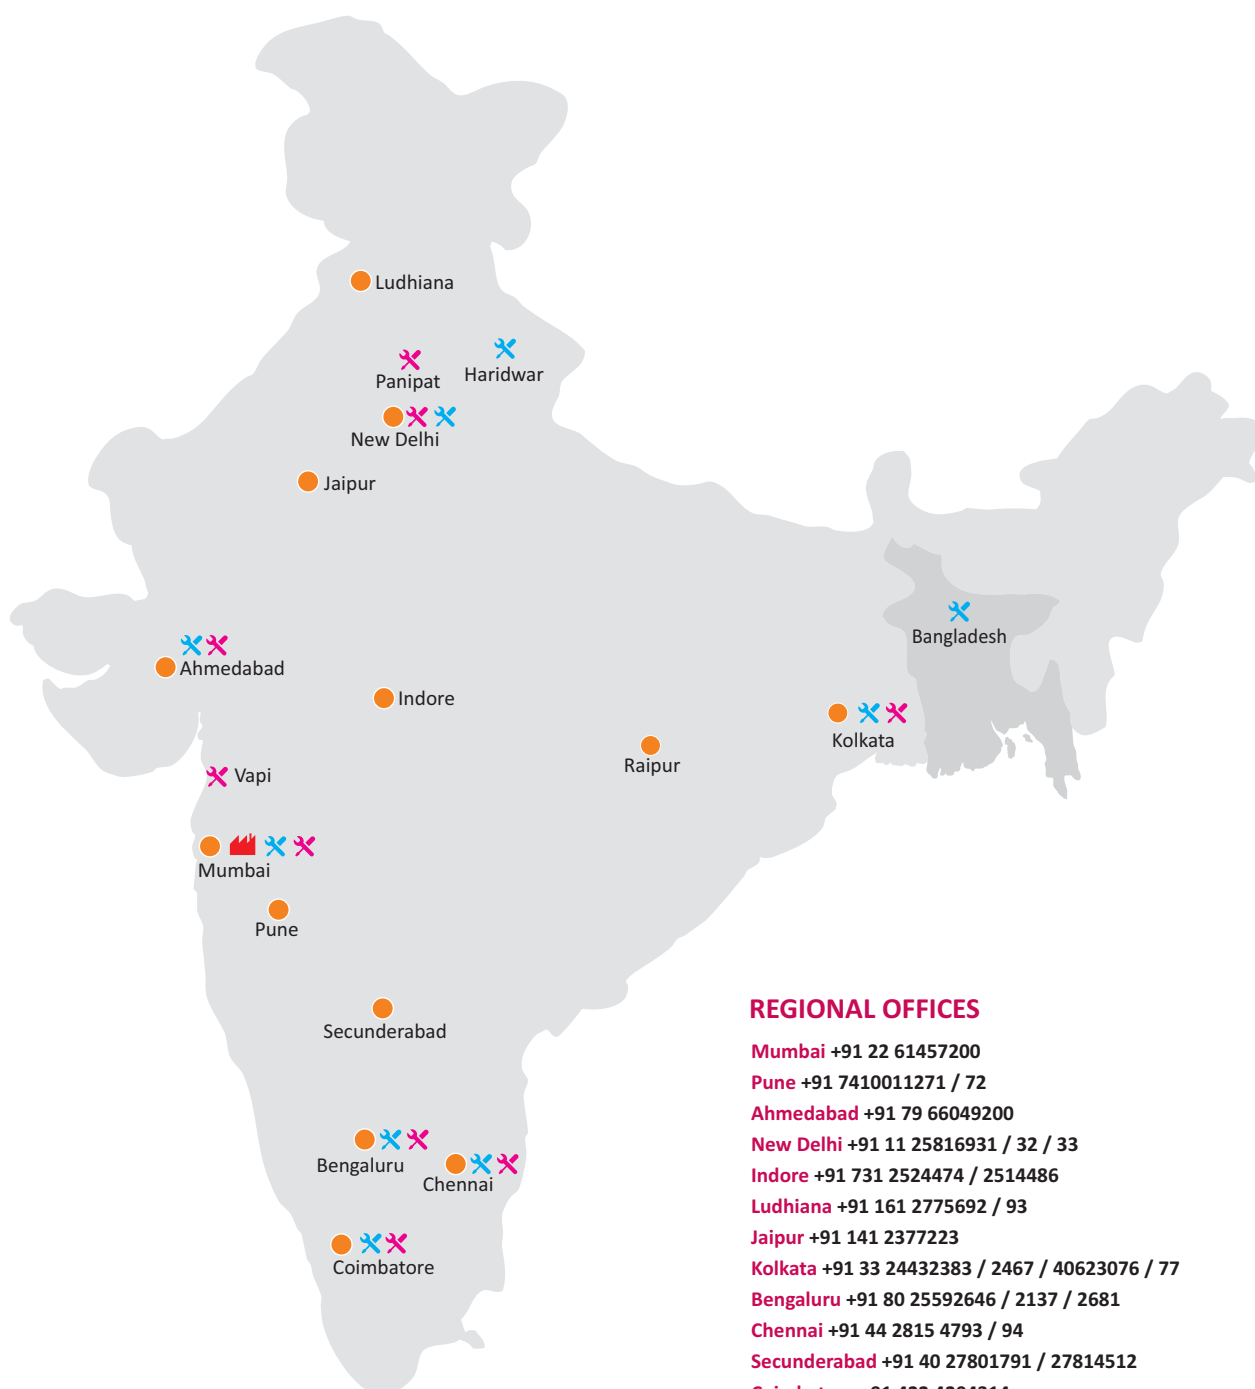 Ludhiana
Panipat
Haridwar
New Delhi
Jaipur
Bangladesh
Ahmedabad
Indore
Kolkata
Raipur
Vapi
Mumbai
Pune
Secunderabad
Bengaluru
Chennai
Coimbatore
REGIONAL OFFICES
Mumbai +91 22 61457200
Pune +91 7410011271 / 72
Ahmedabad +91 79 66049200
New Delhi +91 11 25816931 / 32 / 33
Indore +91 731 2524474 / 2514486
Ludhiana +91 161 2775692 / 93
Jaipur +91 141 2377223
Kolkata +91 33 24432383 / 2467 / 40623076 / 77
Bengaluru +91 80 25592646 / 2137 / 2681
Chennai +91 44 2815 4793 / 94
Secunderabad +91 40 27801791 / 27814512